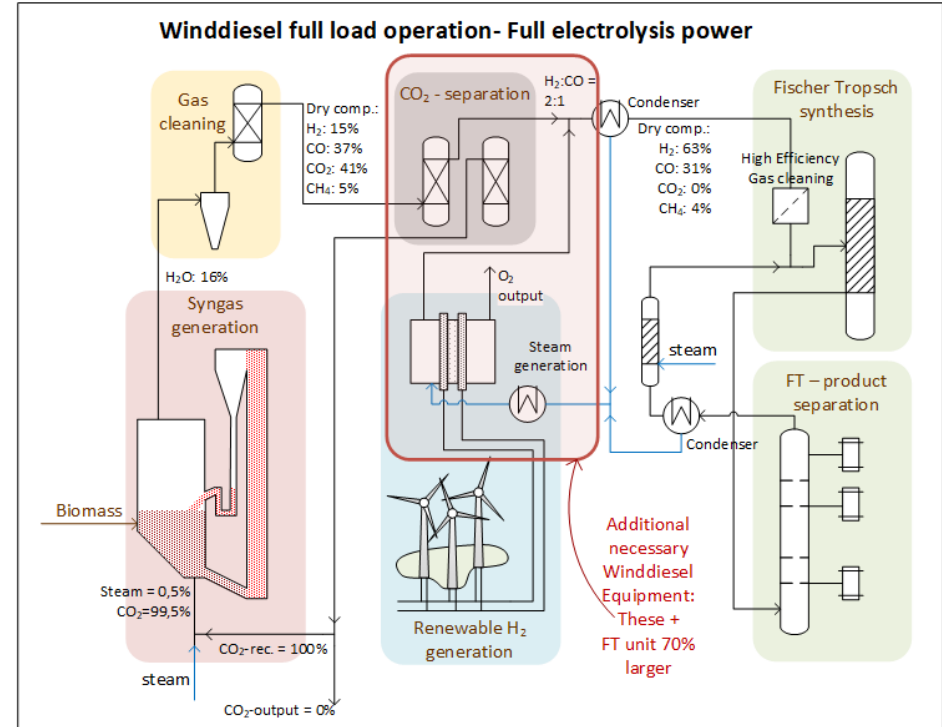 Winddiesel full load operation- Full electrolysis power
Gas
cleaning
Dry comp.:
H₂: 15%
CO: 37%
CO₂: 41%
CH₄: 5%
CO₂ - separation
H₂:CO =
2:1
Condenser
Dry comp.:
H₂: 63%
CO: 31%
CO₂: 0%
CH₄: 4%
Fischer Tropsch
synthesis
High Efficiency
Gas cleaning
H₂O: 16%
Syngas
generation
O₂
output
Steam
generation
steam
FT – product
separation
Condenser
Biomass
Steam = 0,5%
CO₂=99,5%
CO₂-rec. = 100%
steam
CO₂-output = 0%
Renewable H₂
generation
Additional
necessary
Winddiesel
Equipment:
These +
FT unit 70%
larger